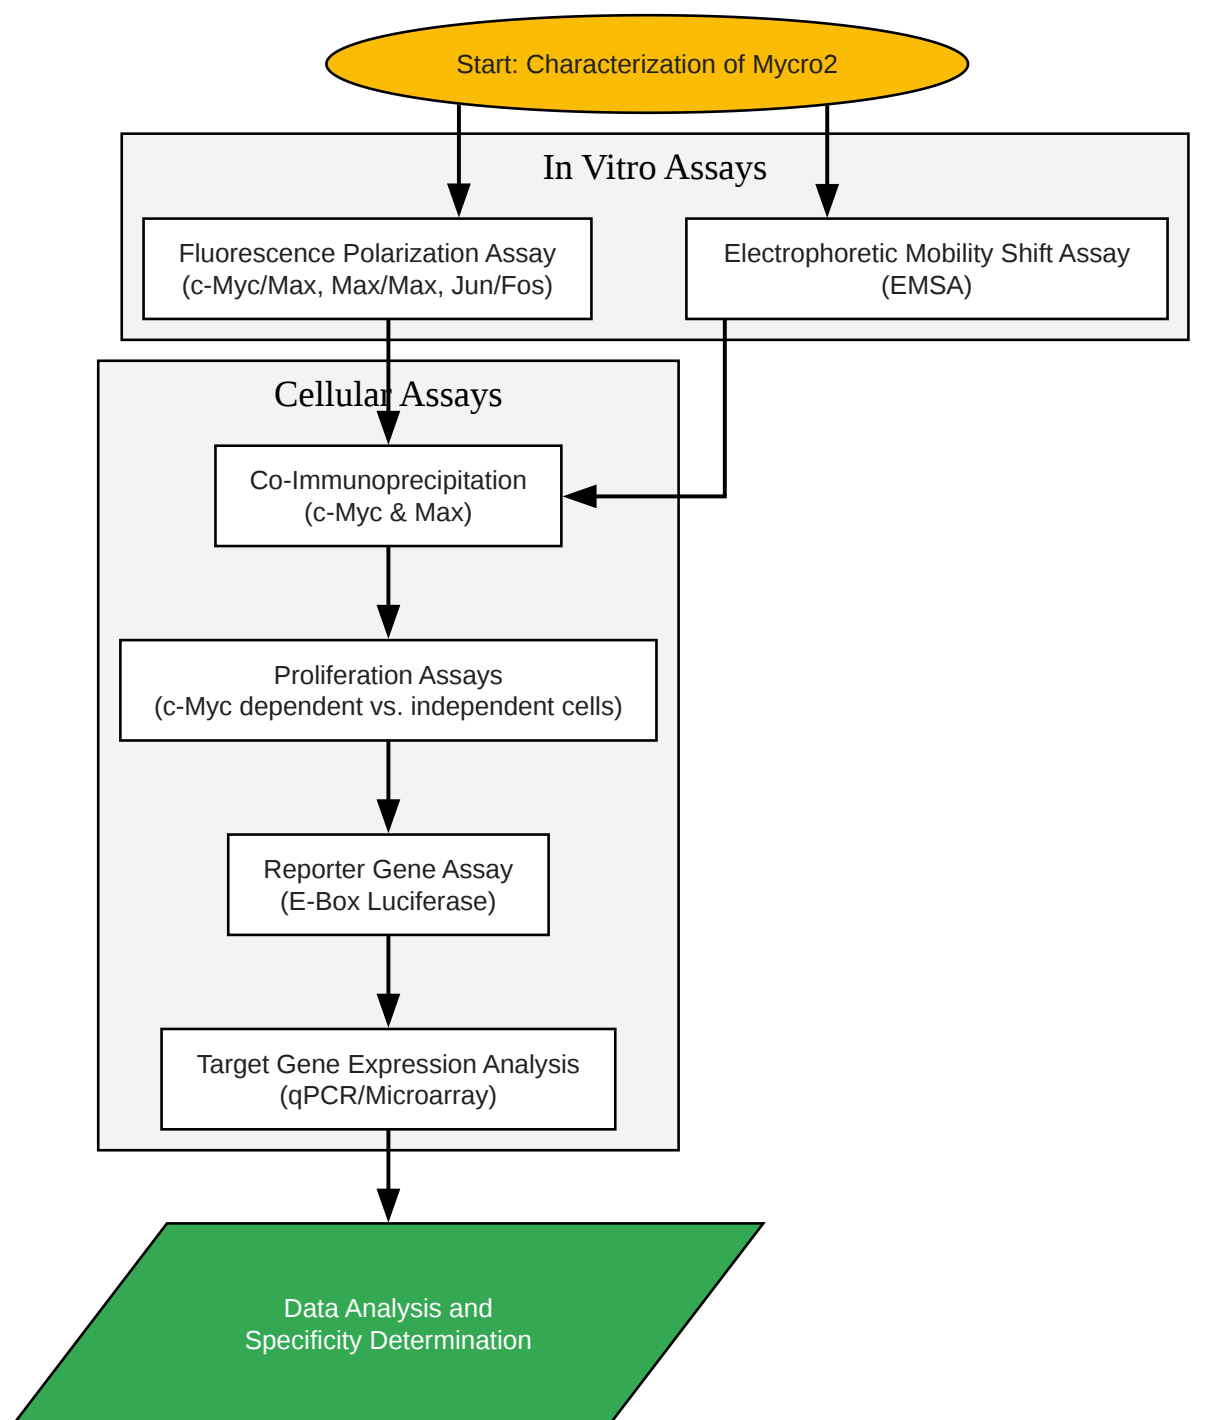 Start: Characterization of Mycro2
In Vitro Assays
Fluorescence Polarization Assay
(c-Myc/Max, Max/Max, Jun/Fos)
Electrophoretic Mobility Shift Assay
(EMSA)
Cellular Assays
Co-Immunoprecipitation
(c-Myc & Max)
Proliferation Assays
(c-Myc dependent vs. independent cells)
Reporter Gene Assay
(E-Box Luciferase)
Target Gene Expression Analysis
(qPCR/Microarray)
Data Analysis and
Specificity Determination